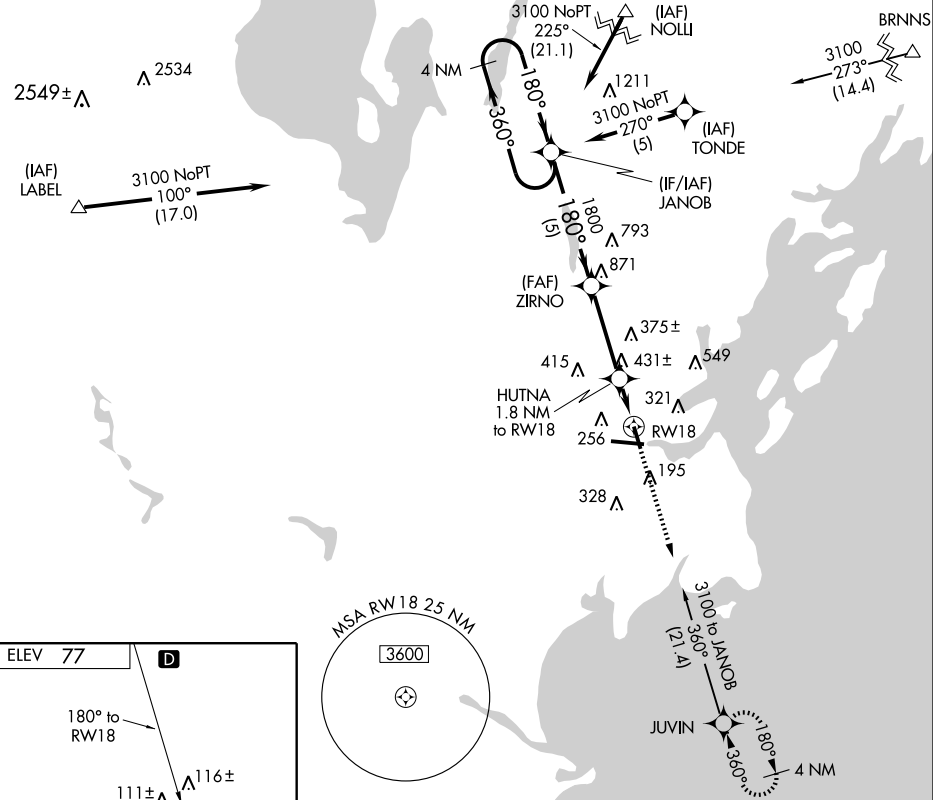 3100 NoPT
225°
(21.1)
(IAF)
NOLLI
BRNNS
3100
273°
(14.4)
2534
2549±
4 NM
180°
360°
1211
3100 NoPT
270°
(5)
(IAF)
TONDE
(IAF)
LABEL
3100 NoPT
100°
(17.0)
(IF/IAF)
JANOB
1800
180°
(5)
793
871
(FAF)
ZIRNO
375±
415
431±
549
HUTNA
1.8 NM
to RW18
321
256
RW18
195
328
MSA RW18 25 NM
3600
3100 to JANOB
360°
(21.4)
JUVIN
180°
360°
4 NM
ELEV 77
D
180° to
RW18
116±
111±